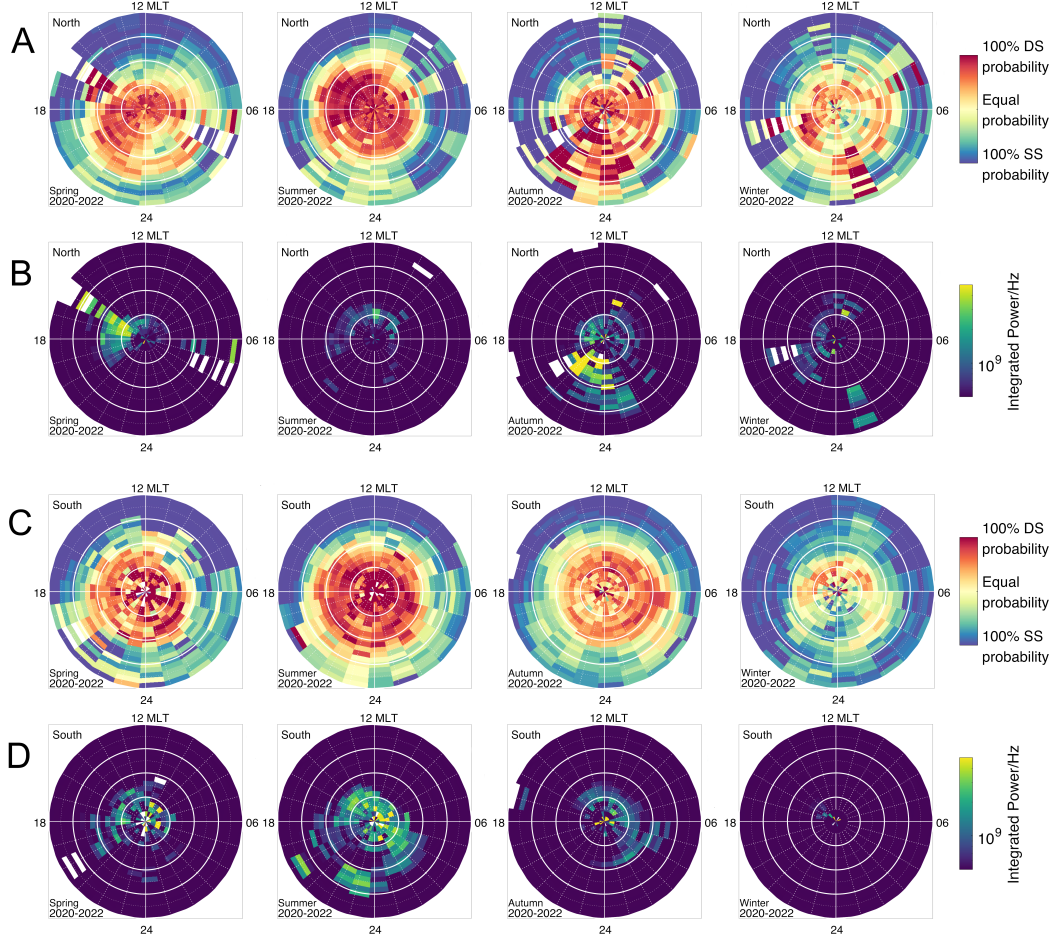 A
12 MLT
12 MLT
12 MLT
12 MLT
North
North
North
North
18
06
18
06
18
06
18
06
Spring
2020-2022
Summer
2020-2022
Autumn
2020-2022
Winter
2020-2022
24
24
24
24
100% DS
probability
Equal
probability
100% SS
probability
B
12 MLT
12 MLT
12 MLT
12 MLT
North
North
North
North
18
06
18
06
18
06
18
06
Spring
2020-2022
Summer
2020-2022
Autumn
2020-2022
Winter
2020-2022
24
24
24
24
10⁹
Integrated Power/Hz
C
12 MLT
12 MLT
12 MLT
12 MLT
South
South
South
South
18
06
18
06
18
06
18
06
Spring
2020-2022
Summer
2020-2022
Autumn
2020-2022
Winter
2020-2022
24
24
24
24
100% DS
probability
Equal
probability
100% SS
probability
D
12 MLT
12 MLT
12 MLT
12 MLT
South
South
South
South
18
06
18
06
18
06
18
06
Spring
2020-2022
Summer
2020-2022
Autumn
2020-2022
Winter
2020-2022
24
24
24
24
10⁹
Integrated Power/Hz